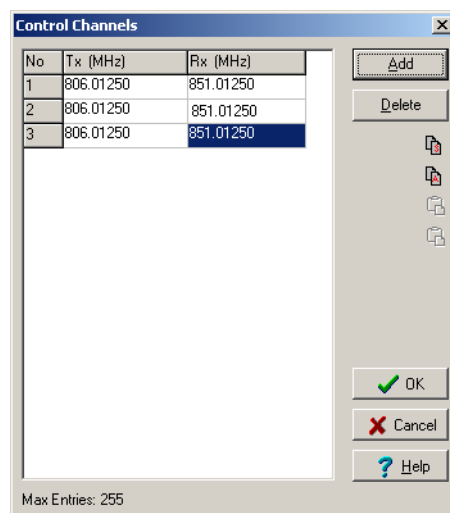 Control Channels
No Tx (MHz) Rx (MHz)
1 806.01250 851.01250
2 806.01250 851.01250
3 806.01250 851.01250
Add
Delete
OK
Cancel
Help
Max Entries: 255